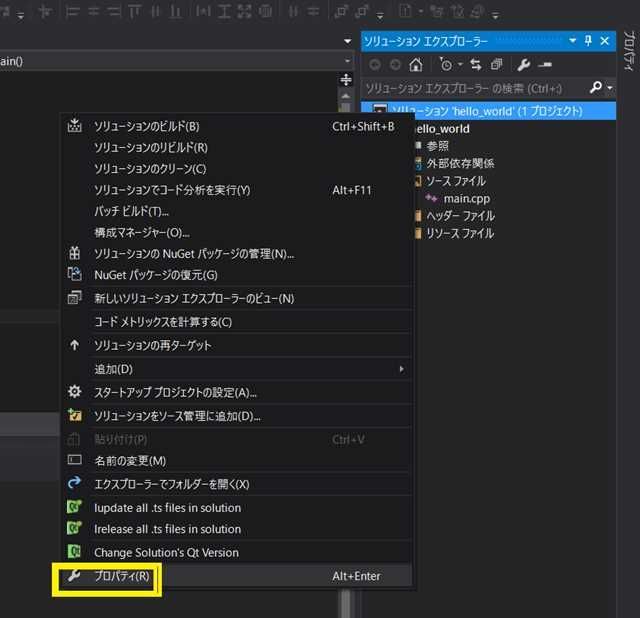 ain()
プロパティ
ソリューション エクスプローラー
ソリューション エクスプローラー の検索 (Ctrl+:)
ソリューション 'hello_world' (1 プロジェクト)
ello_world
参照
外部依存関係
ソース ファイル
main.cpp
ヘッダー ファイル
リソース ファイル
ソリューションのビルド(B) Ctrl+Shift+B
ソリューションのリビルド(R)
ソリューションのクリーン(C)
ソリューションでコード分析を実行(Y) Alt+F11
バッチ ビルド(T)...
構成マネージャー(O)...
ソリューションの NuGet パッケージの管理(N)...
NuGet パッケージの復元(G)
新しいソリューション エクスプローラーのビュー(N)
コード メトリックスを計算する(C)
ソリューションの再ターゲット
追加(D)
スタートアップ プロジェクトの設定(A)...
ソリューションをソース管理に追加(D)...
貼り付け(P) Ctrl+V
名前の変更(M)
エクスプローラーでフォルダーを開く(X)
lupdate all .ts files in solution
lrelease all .ts files in solution
Change Solution's Qt Version
プロパティ(R) Alt+Enter